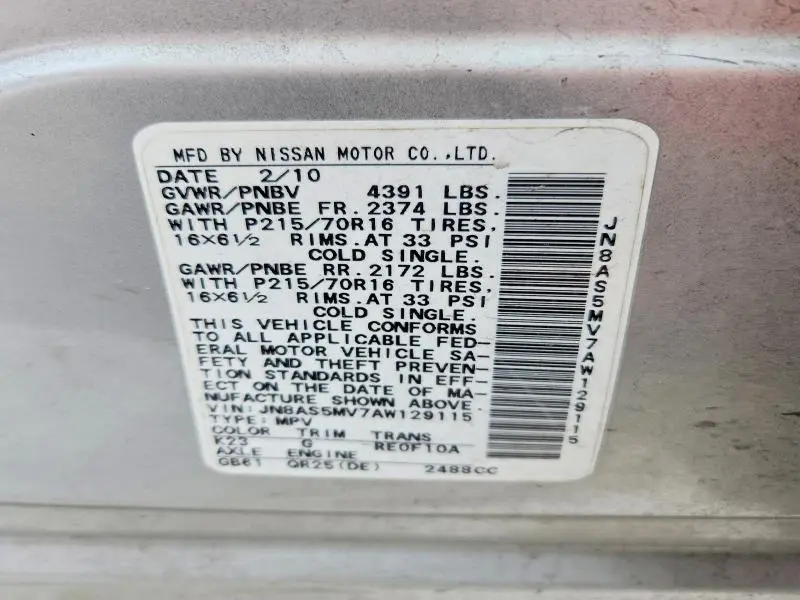 MFD BY NISSAN MOTOR CO.,LTD.
DATE 2/10
GVWR/PNBV 4391 LBS.
GAWR/PNBE FR. 2374 LBS.
WITH P215/70R16 TIRES,
16X6½ RIMS.AT 33 PSI
COLD SINGLE.
GAWR/PNBE RR. 2172 LBS.
WITH P215/70R16 TIRES,
16X6½ RIMS.AT 33 PSI
COLD SINGLE.
THIS VEHICLE CONFORMS
TO ALL APPLICABLE FED-
ERAL MOTOR VEHICLE SA-
FETY AND THEFT PREVEN-
TION STANDARDS IN EFF-
ECT ON THE DATE OF MA-
NUFACTURE SHOWN ABOVE.
VIN: JN8AS5MV7AW129115
TYPE: MPV
COLOR TRIM TRANS
K23 G RE0F10A
AXLE ENGINE
GB61 QR25(DE) 2488CC
JN8AS5MV7AW129115